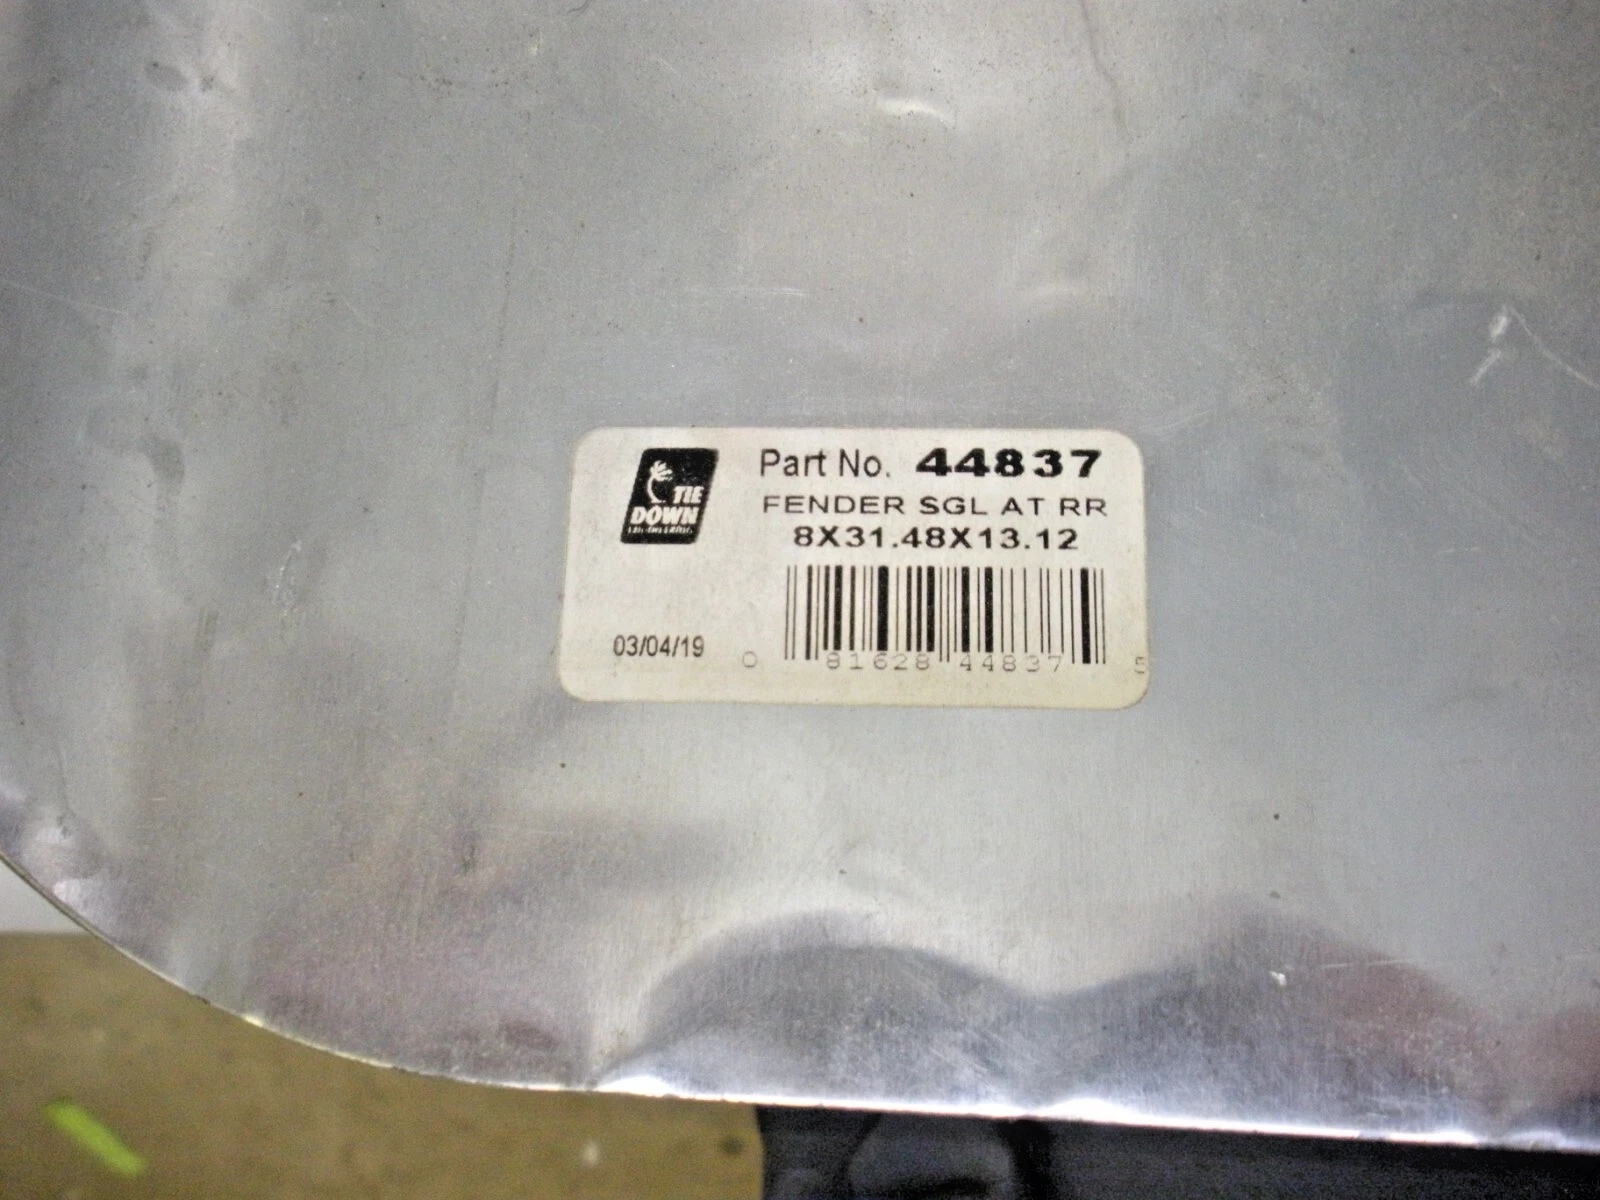 TIE
DOWN
ENGINEERING
Part No. 44837
FENDER SGL AT RR
8X31.48X13.12
03/04/19
0 81628 44837 5